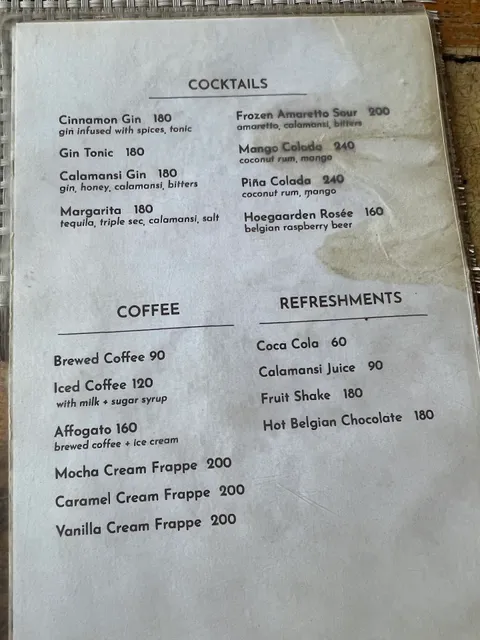 COCKTAILS
Cinnamon Gin 180
gin infused with spices, tonic
Gin Tonic 180
Calamansi Gin 180
gin, honey, calamansi, bitters
Margarita 180
tequila, triple sec, calamansi, salt
Frozen Amaretto Sour 200
amaretto, calamansi, bitters
Mango Colada 240
coconut rum, mango
Piña Colada 240
coconut rum, mango
Hoegaarden Rosée 160
belgian raspberry beer
COFFEE
Brewed Coffee 90
Iced Coffee 120
with milk + sugar syrup
Affogato 160
brewed coffee + ice cream
Mocha Cream Frappe 200
Caramel Cream Frappe 200
Vanilla Cream Frappe 200
REFRESHMENTS
Coca Cola 60
Calamansi Juice 90
Fruit Shake 180
Hot Belgian Chocolate 180